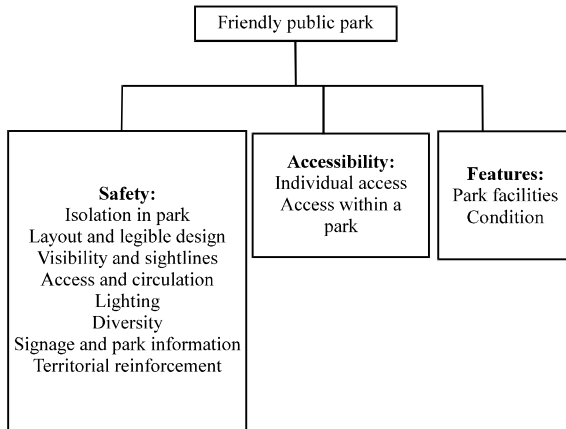 Friendly public park
Safety:
Isolation in park
Layout and legible design
Visibility and sightlines
Access and circulation
Lighting
Diversity
Signage and park information
Territorial reinforcement
Accessibility:
Individual access
Access within a
park
Features:
Park facilities
Condition